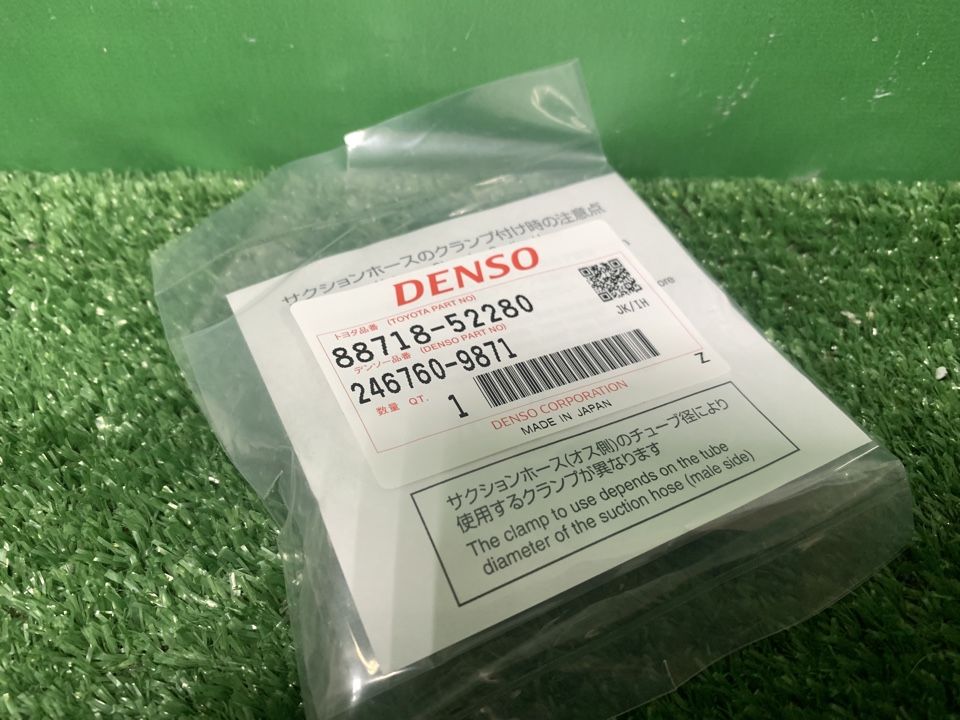 サクションホースのクランプ付け時の注意点
DENSO
トヨタ品番 (TOYOTA PART NO)
88718-52280
JK/IH
デンソー品番 (DENSO PART NO)
246760-9871
数量 QT. 1
Z
DENSO CORPORATION
MADE IN JAPAN
サクションホース(オス側)のチューブ径により
使用するクランプが異なります
The clamp to use depends on the tube
diameter of the suction hose (male side)